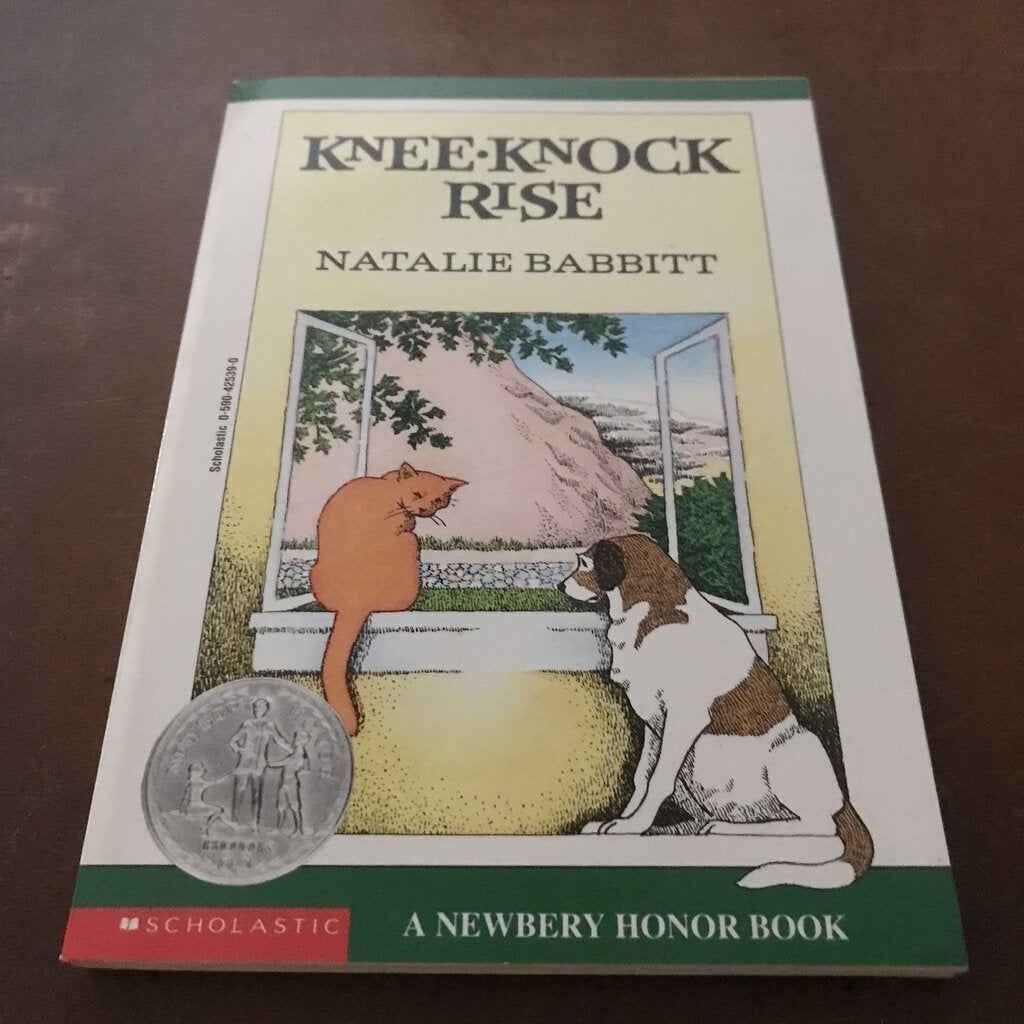 KNEE·KNOCK
RISE
NATALIE BABBITT
Scholastic 0-590-42539-0
SCHOLASTIC
A NEWBERY HONOR BOOK